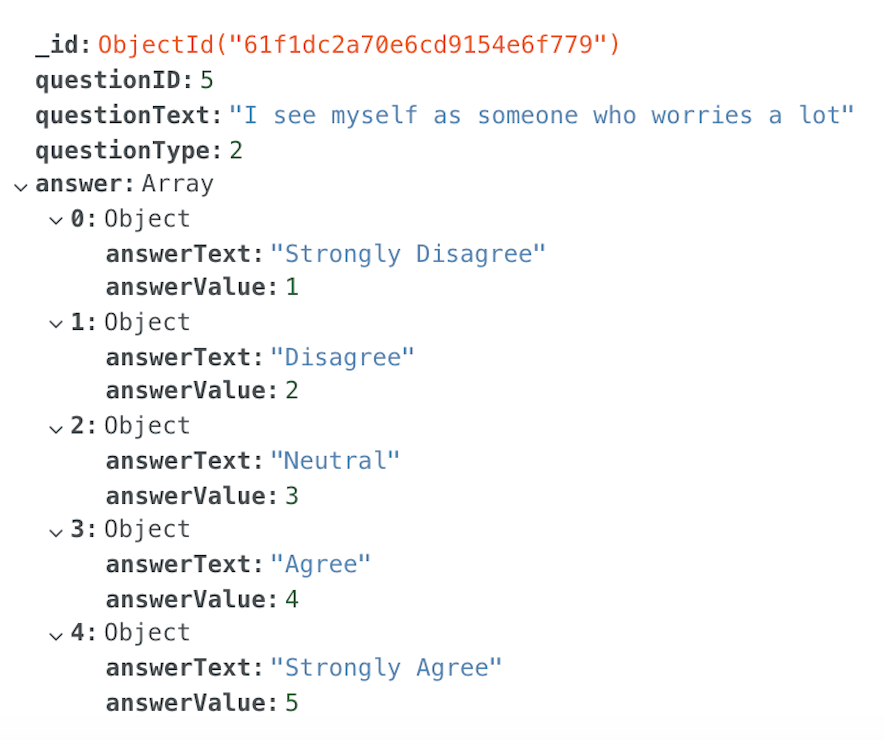 _id: ObjectId("61f1dc2a70e6cd9154e6f779")
questionID: 5
questionText: "I see myself as someone who worries a lot"
questionType: 2
answer: Array
0: Object
answerText: "Strongly Disagree"
answerValue: 1
1: Object
answerText: "Disagree"
answerValue: 2
2: Object
answerText: "Neutral"
answerValue: 3
3: Object
answerText: "Agree"
answerValue: 4
4: Object
answerText: "Strongly Agree"
answerValue: 5